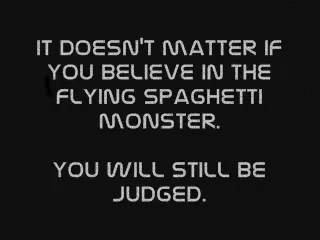 IT DOESN'T MATTER IF
YOU BELIEVE IN THE
FLYING SPAGHETTI
MONSTER.
YOU WILL STILL BE
JUDGED.